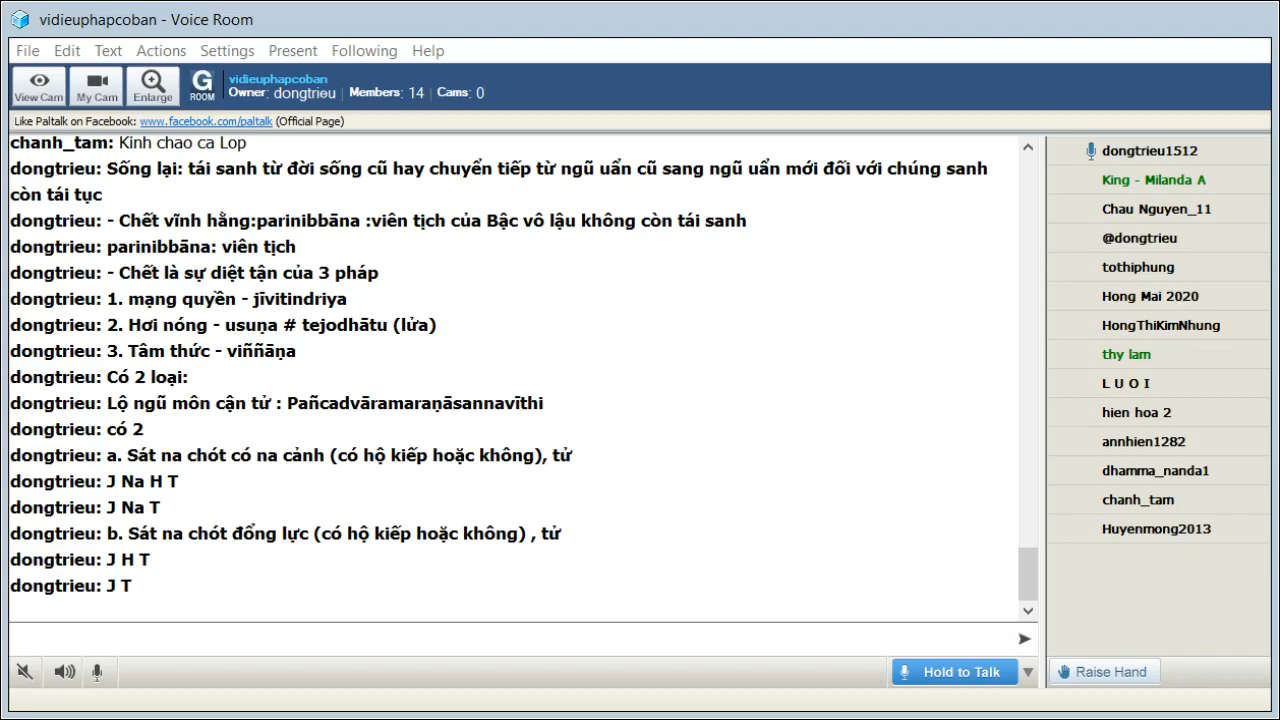 vidieuphapcoban - Voice Room
File Edit Text Actions Settings Present Following Help
View Cam My Cam Enlarge G ROOM vidieuphapcoban
Owner: dongtrieu | Members: 14 | Cams: 0
Like Paltalk on Facebook: www.facebook.com/paltalk (Official Page)
chanh_tam: Kinh chao ca Lop
dongtrieu: Sống lại: tái sanh từ đời sống cũ hay chuyển tiếp từ ngũ uẩn cũ sang ngũ uẩn mới đối với chúng sanh
còn tái tục
dongtrieu: - Chết vĩnh hằng:parinibbāna :viên tịch của Bậc vô lậu không còn tái sanh
dongtrieu: parinibbāna: viên tịch
dongtrieu: - Chết là sự diệt tận của 3 pháp
dongtrieu: 1. mạng quyền - jīvitindriya
dongtrieu: 2. Hơi nóng - usuṇa # tejodhātu (lửa)
dongtrieu: 3. Tâm thức - viññāṇa
dongtrieu: Có 2 loại:
dongtrieu: Lộ ngũ môn cận tử : Pañcadvāramaraṇāsannavīthi
dongtrieu: có 2
dongtrieu: a. Sát na chót có na cảnh (có hộ kiếp hoặc không), tử
dongtrieu: J Na H T
dongtrieu: J Na T
dongtrieu: b. Sát na chót đổng lực (có hộ kiếp hoặc không) , tử
dongtrieu: J H T
dongtrieu: J T
dongtrieu1512
King - Milanda A
Chau Nguyen_11
@dongtrieu
tothiphung
Hong Mai 2020
HongThiKimNhung
thy lam
L U O I
hien hoa 2
annhien1282
dhamma_nanda1
chanh_tam
Huyenmong2013
Hold to Talk
Raise Hand